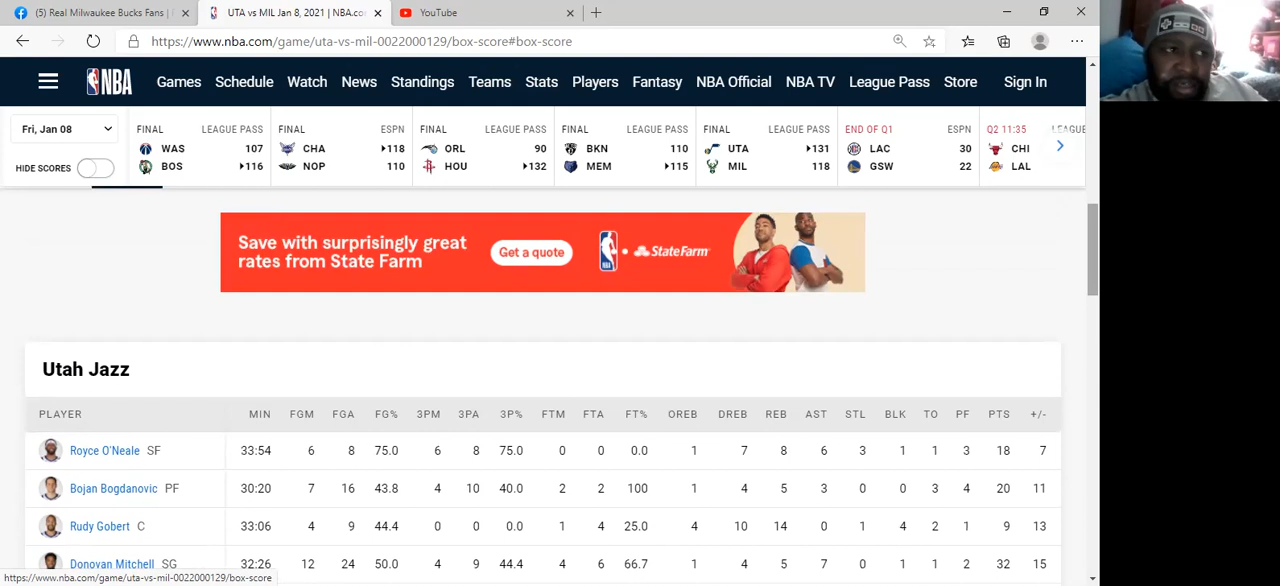 (5) Real Milwaukee Bucks Fans |
UTA vs MIL Jan 8, 2021 | NBA.co
YouTube
https://www.nba.com/game/uta-vs-mil-0022000129/box-score#box-score
NBA Games Schedule Watch News Standings Teams Stats Players Fantasy NBA Official NBA TV League Pass Store Sign In
Fri, Jan 08
HIDE SCORES
FINAL LEAGUE PASS
WAS 107
BOS 116
FINAL ESPN
CHA 118
NOP 110
FINAL LEAGUE PASS
ORL 90
HOU 132
FINAL LEAGUE PASS
BKN 110
MEM 115
FINAL LEAGUE PASS
UTA 131
MIL 118
END OF Q1 ESPN
LAC 30
GSW 22
Q2 11:35 LEAGUE
CHI
LAL
Save with surprisingly great
rates from State Farm
Get a quote
NBA
State Farm
Utah Jazz
PLAYER MIN FGM FGA FG% 3PM 3PA 3P% FTM FTA FT% OREB DREB REB AST STL BLK TO PF PTS +/-
Royce O'Neale SF 33:54 6 8 75.0 6 8 75.0 0 0 0.0 1 7 8 6 3 1 1 3 18 7
Bojan Bogdanovic PF 30:20 7 16 43.8 4 10 40.0 2 2 100 1 4 5 3 0 0 3 4 20 11
Rudy Gobert C 33:06 4 9 44.4 0 0 0.0 1 4 25.0 4 10 14 0 1 4 2 1 9 13
Donovan Mitchell SG 32:26 12 24 50.0 4 9 44.4 4 6 66.7 1 4 5 7 0 1 1 2 32 15
https://www.nba.com/game/uta-vs-mil-0022000129/box-score